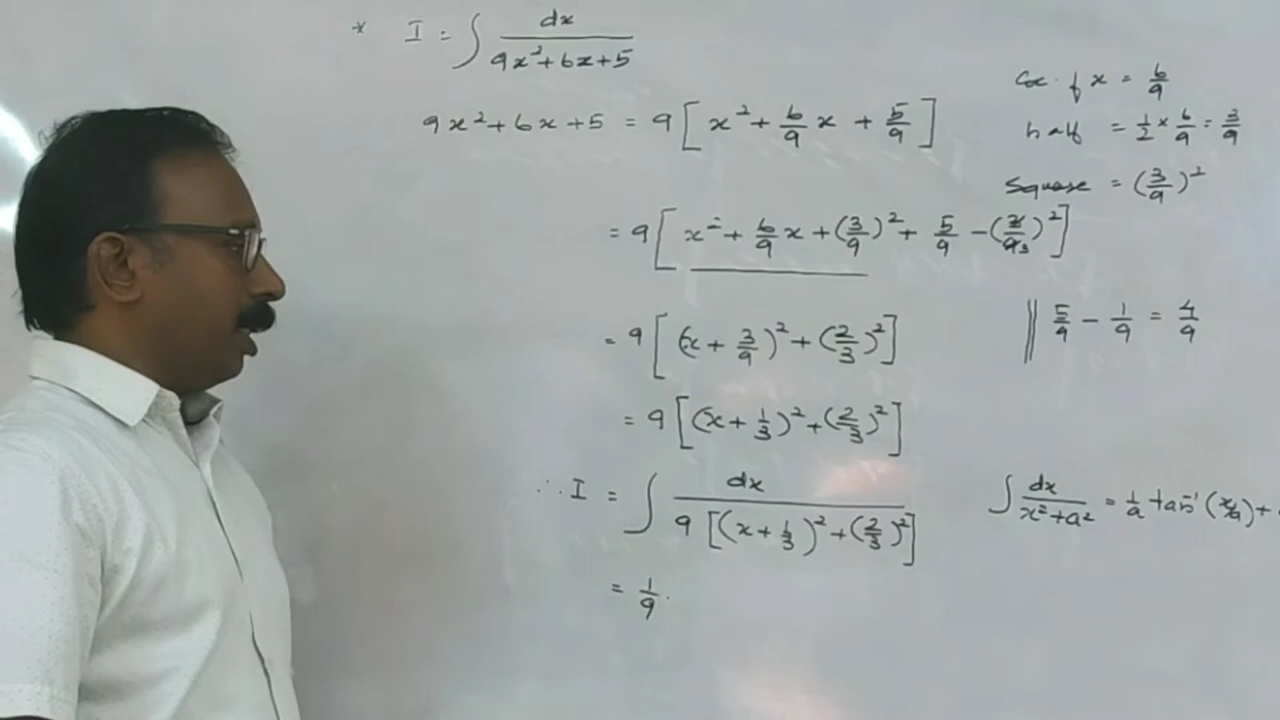 * I = ∫ dx / 9x²+6x+5
9x²+6x+5 = 9[x² + 6/9 x + 5/9]
= 9[x² + 6/9 x + (3/9)² + 5/9 − (3/9 3)²]
= 9[(x + 3/9)² + (2/3)²]
= 9[(x + 1/3)² + (2/3)²]
∴ I = ∫ dx / 9[(x + 1/3)² + (2/3)²]
= 1/9 .
Co. of x = 6/9
half = 1/2 × 6/9 = 3/9
Square = (3/9)²
|| 5/9 − 1/9 = 4/9
∫ dx / x²+a² = 1/a tan⁻¹(x/a) +